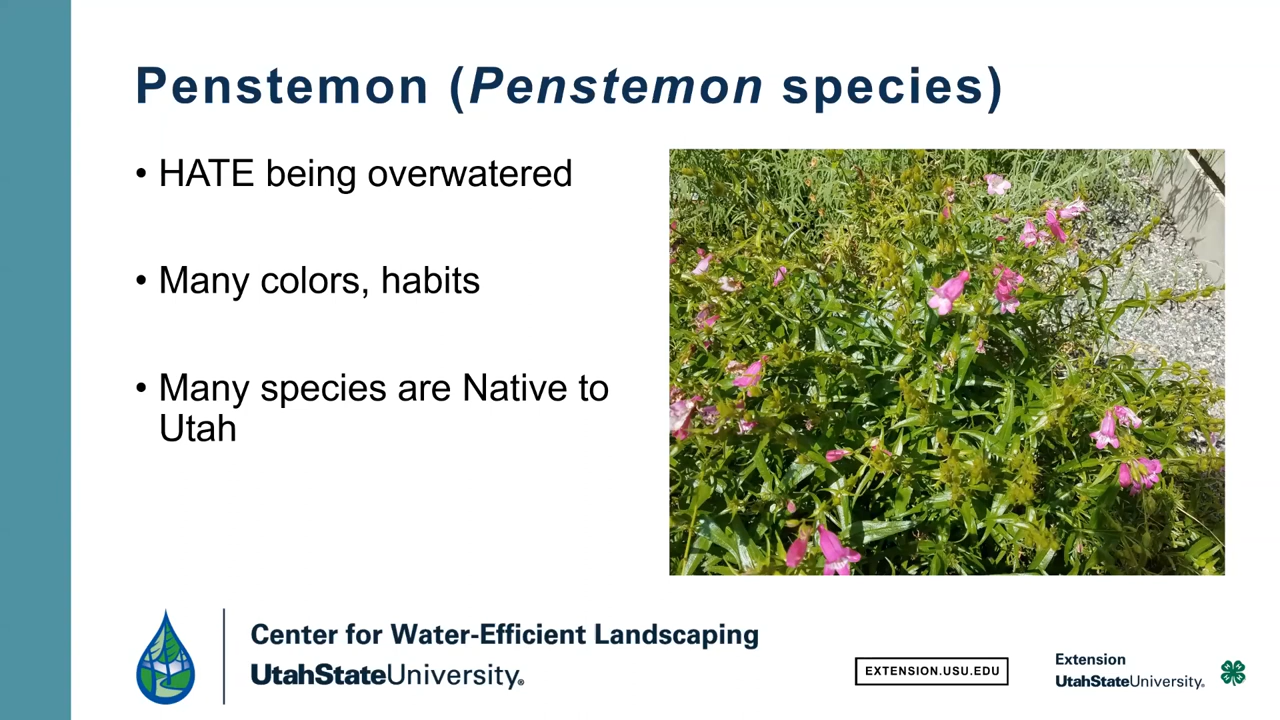 Penstemon (Penstemon species)
• HATE being overwatered
• Many colors, habits
• Many species are Native to
Utah
Center for Water-Efficient Landscaping
UtahStateUniversity®
EXTENSION.USU.EDU
Extension
UtahStateUniversity®